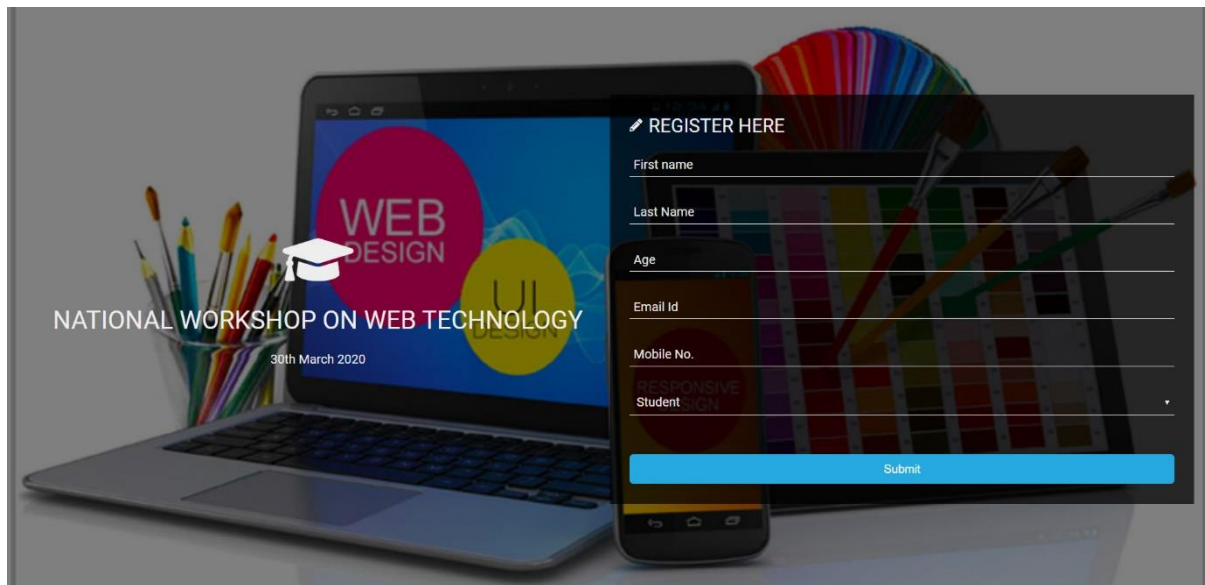 WEB
DESIGN
UI
DESIGN
NATIONAL WORKSHOP ON WEB TECHNOLOGY
30th March 2020
RESPONSIVE
DESIGN
REGISTER HERE
First name
Last Name
Age
Email Id
Mobile No.
Student
Submit